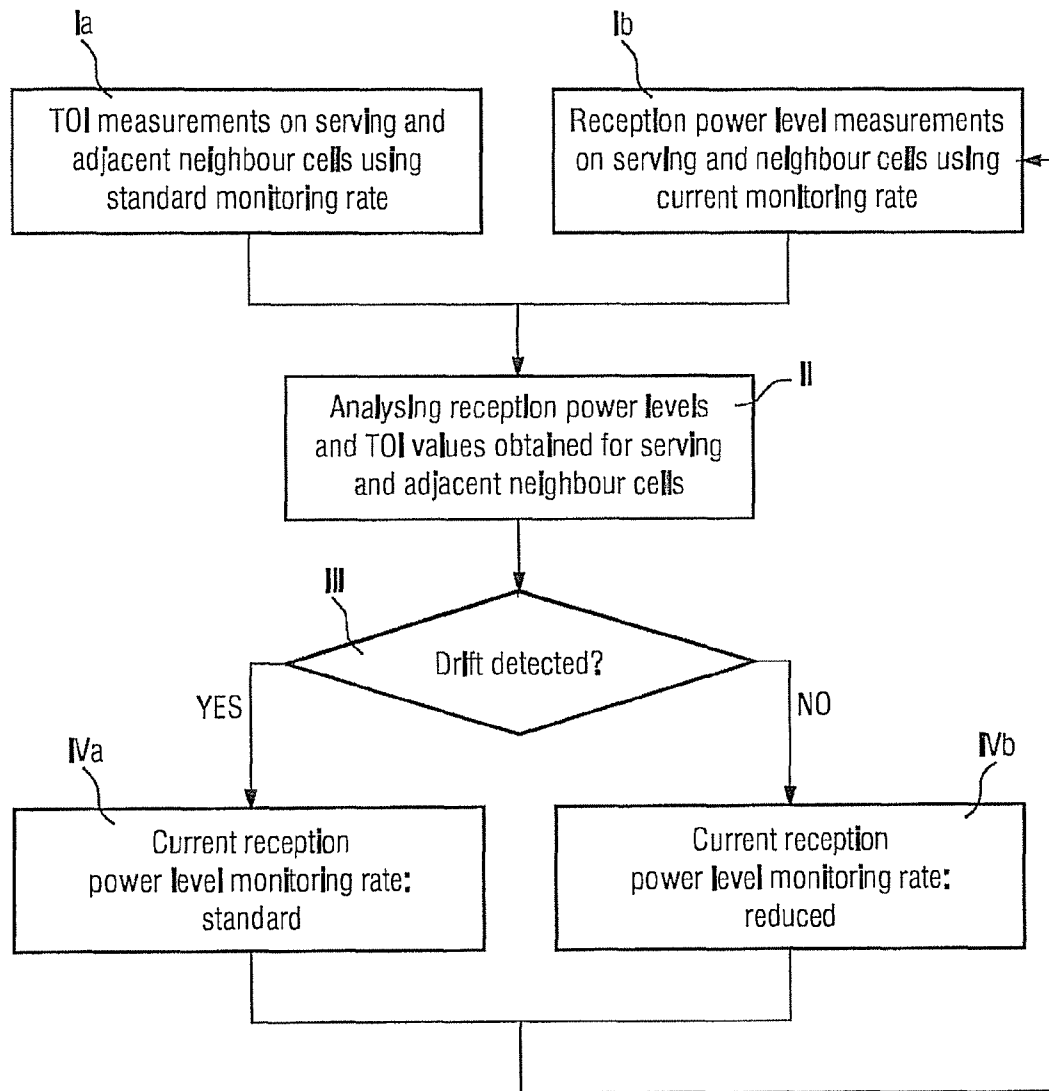 Ia
Ib
TOI measurements on serving and
adjacent neighbour cells using
standard monitoring rate
Reception power level measurements
on serving and neighbour cells using
current monitoring rate
II
Analysing reception power levels
and TOI values obtained for serving
and adjacent neighbour cells
III
Drift detected?
YES
NO
IVa
IVb
Current reception
power level monitoring rate:
standard
Current reception
power level monitoring rate:
reduced